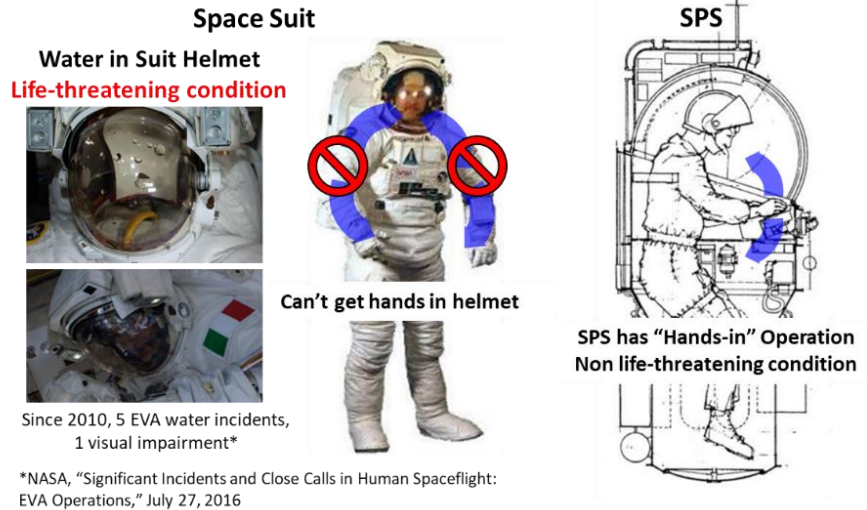 Space Suit
SPS
Water in Suit Helmet
Life-threatening condition
Can't get hands in helmet
SPS has “Hands-in” Operation
Non life-threatening condition
Since 2010, 5 EVA water incidents,
1 visual impairment*
*NASA, “Significant Incidents and Close Calls in Human Spaceflight:
EVA Operations,” July 27, 2016